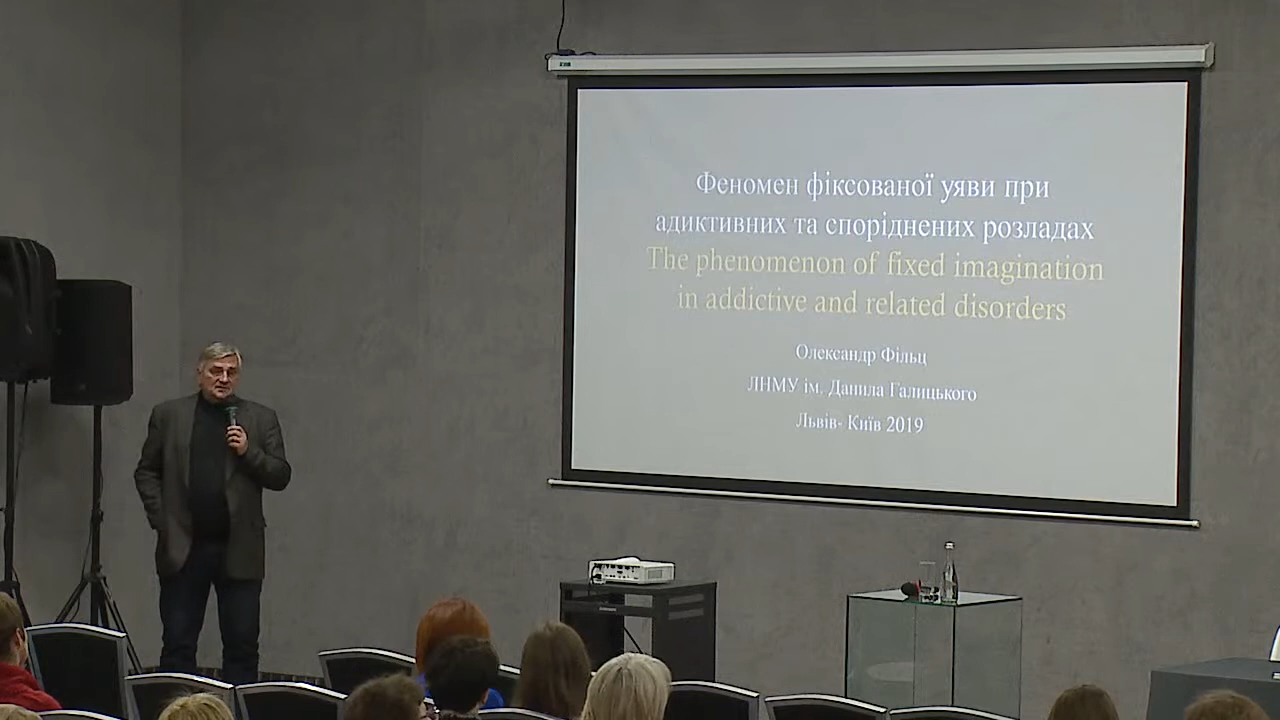 Феномен фіксованої уяви при
адиктивних та споріднених розладах
The phenomenon of fixed imagination
in addictive and related disorders
Олександр Фільц
ЛНМУ ім. Данила Галицького
Львів- Київ 2019